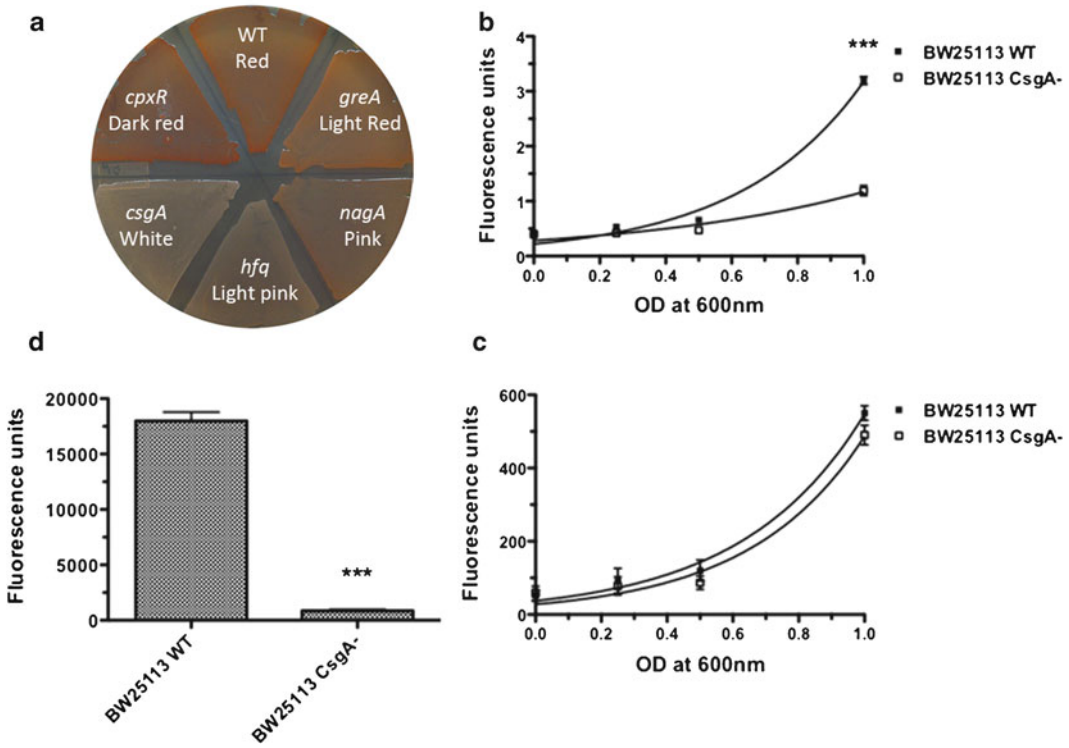 a
WT
Red
cpxR
Dark red
greA
Light Red
csgA
White
nagA
Pink
hfq
Light pink
b
Fluorescence units
4
3
2
1
0
0.0 0.2 0.4 0.6 0.8 1.0
OD at 600nm
***
BW25113 WT
BW25113 CsgA-
d
Fluorescence units
20000
15000
10000
5000
0
***
BW25113 WT
BW25113 CsgA-
c
Fluorescence units
600
400
200
0
0.0 0.2 0.4 0.6 0.8 1.0
OD at 600nm
BW25113 WT
BW25113 CsgA-